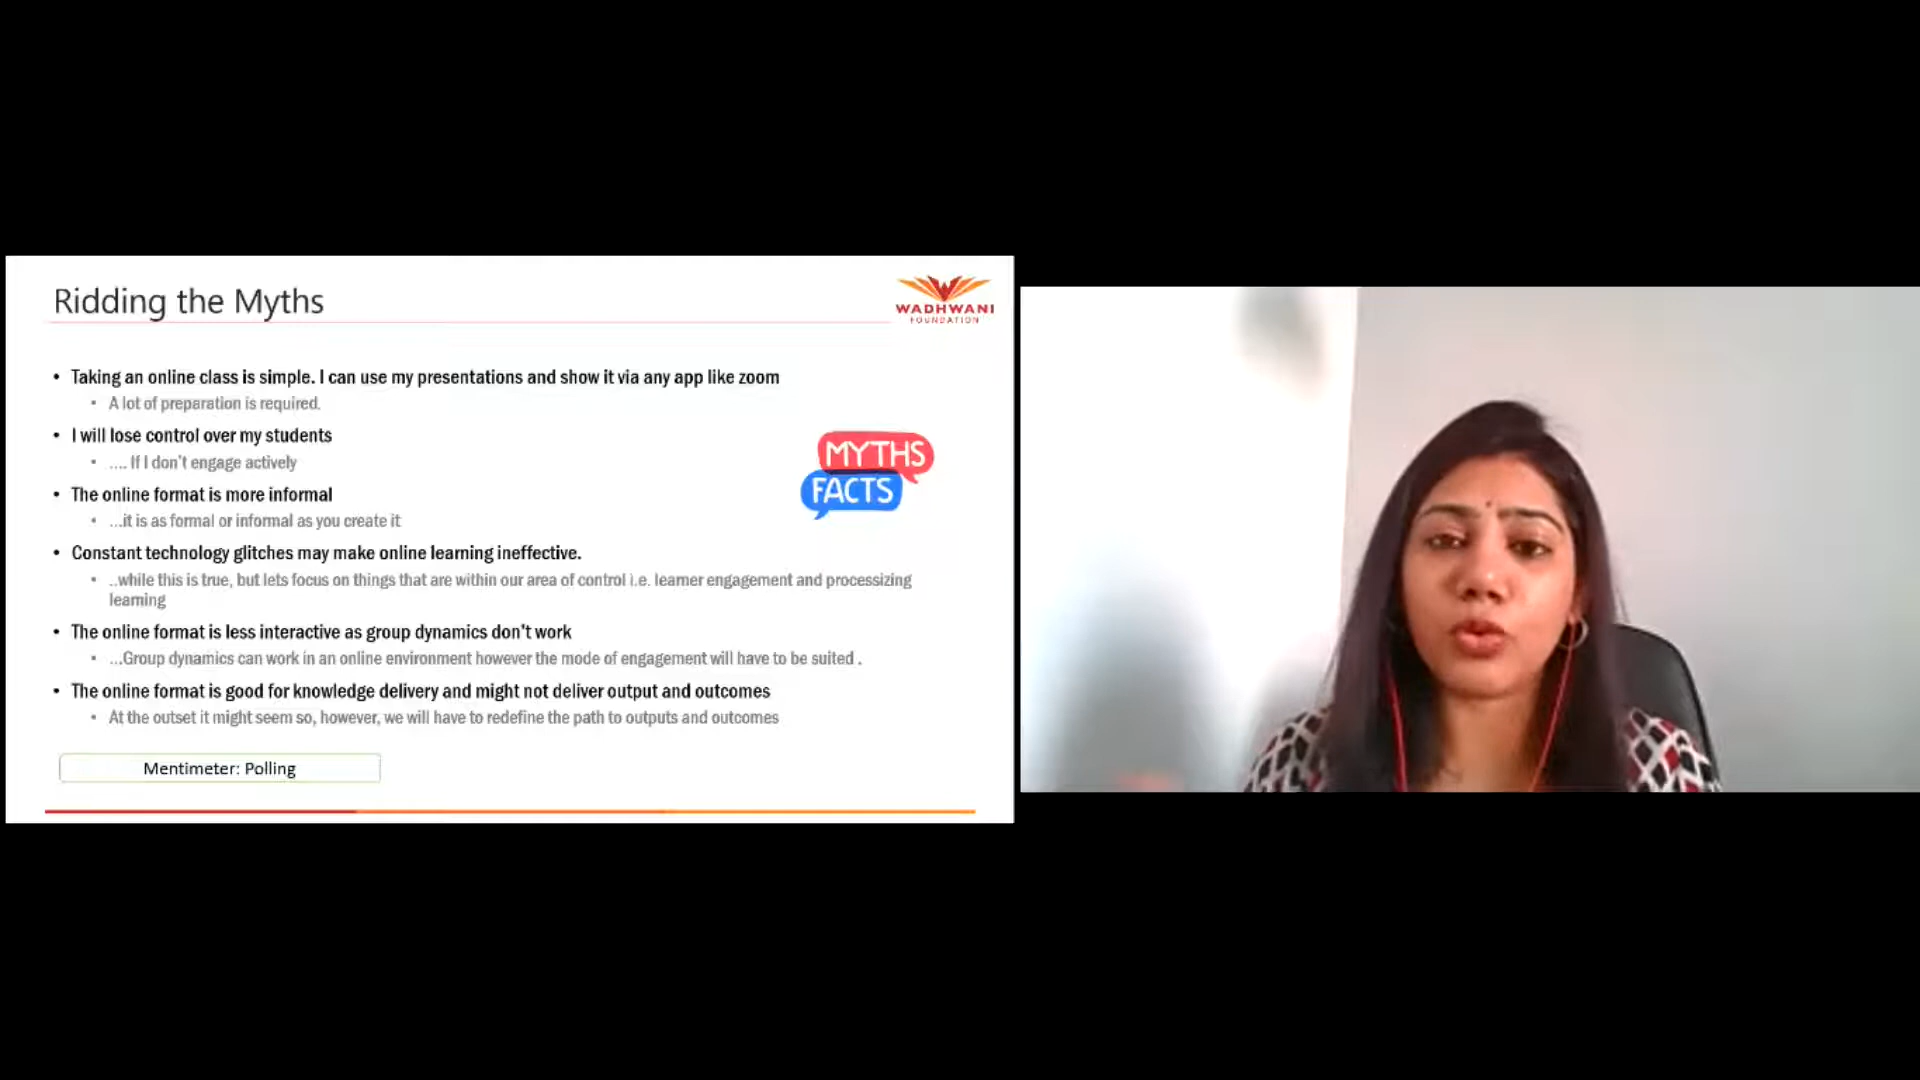 Ridding the Myths
WADHWANI
FOUNDATION
• Taking an online class is simple. I can use my presentations and show it via any app like zoom
• A lot of preparation is required.
• I will lose control over my students
• .... If I don't engage actively
• The online format is more informal
• ...it is as formal or informal as you create it
• Constant technology glitches may make online learning ineffective.
• ..while this is true, but lets focus on things that are within our area of control i.e. learner engagement and processizing
learning
• The online format is less interactive as group dynamics don't work
• ...Group dynamics can work in an online environment however the mode of engagement will have to be suited .
• The online format is good for knowledge delivery and might not deliver output and outcomes
• At the outset it might seem so, however, we will have to redefine the path to outputs and outcomes
MYTHS
FACTS
Mentimeter: Polling